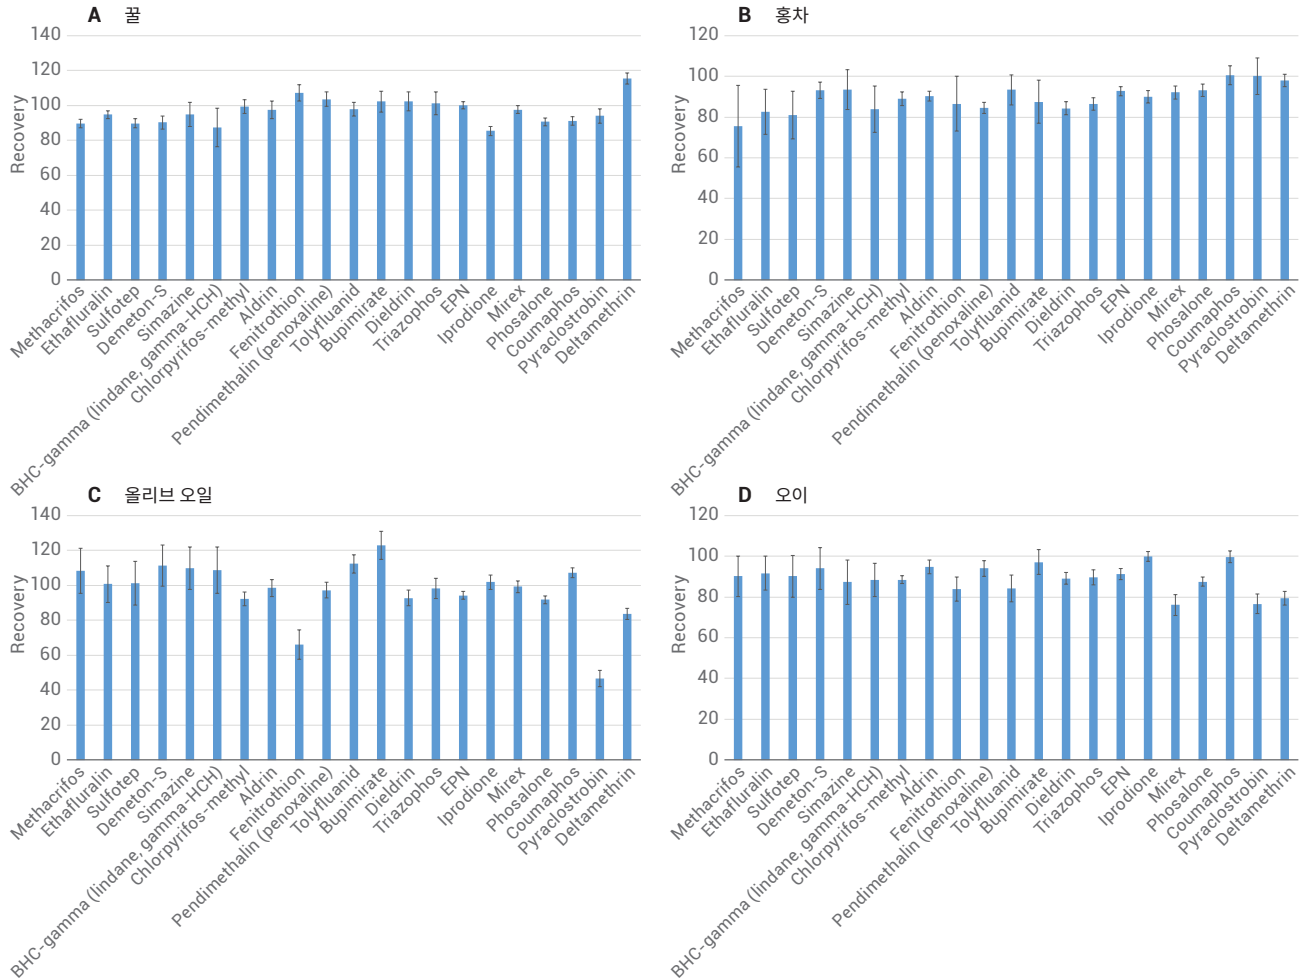 A 꿀
140
120
100
80
60
40
20
0
Recovery
Methacrifos
Ethafluralin
Sulfotep
Demeton-S
Simazine
BHC-gamma (lindane, gamma-HCH)
Chlorpyrifos-methyl
Aldrin
Fenitrothion
Pendimethalin (penoxaline)
Tolyfluanid
Bupimirate
Dieldrin
Triazophos
EPN
Iprodione
Mirex
Phosalone
Coumaphos
Pyraclostrobin
Deltamethrin
B 홍차
120
100
80
60
40
20
0
Recovery
Methacrifos
Ethafluralin
Sulfotep
Demeton-S
Simazine
BHC-gamma (lindane, gamma-HCH)
Chlorpyrifos-methyl
Aldrin
Fenitrothion
Pendimethalin (penoxaline)
Tolyfluanid
Bupimirate
Dieldrin
Triazophos
EPN
Iprodione
Mirex
Phosalone
Coumaphos
Pyraclostrobin
Deltamethrin
C 올리브 오일
140
120
100
80
60
40
20
0
Recovery
Methacrifos
Ethafluralin
Sulfotep
Demeton-S
Simazine
BHC-gamma (lindane, gamma-HCH)
Chlorpyrifos-methyl
Aldrin
Fenitrothion
Pendimethalin (penoxaline)
Tolyfluanid
Bupimirate
Dieldrin
Triazophos
EPN
Iprodione
Mirex
Phosalone
Coumaphos
Pyraclostrobin
Deltamethrin
D 오이
120
100
80
60
40
20
0
Recovery
Methacrifos
Ethafluralin
Sulfotep
Demeton-S
Simazine
BHC-gamma (lindane, gamma-HCH)
Chlorpyrifos-methyl
Aldrin
Fenitrothion
Pendimethalin (penoxaline)
Tolyfluanid
Bupimirate
Dieldrin
Triazophos
EPN
Iprodione
Mirex
Phosalone
Coumaphos
Pyraclostrobin
Deltamethrin